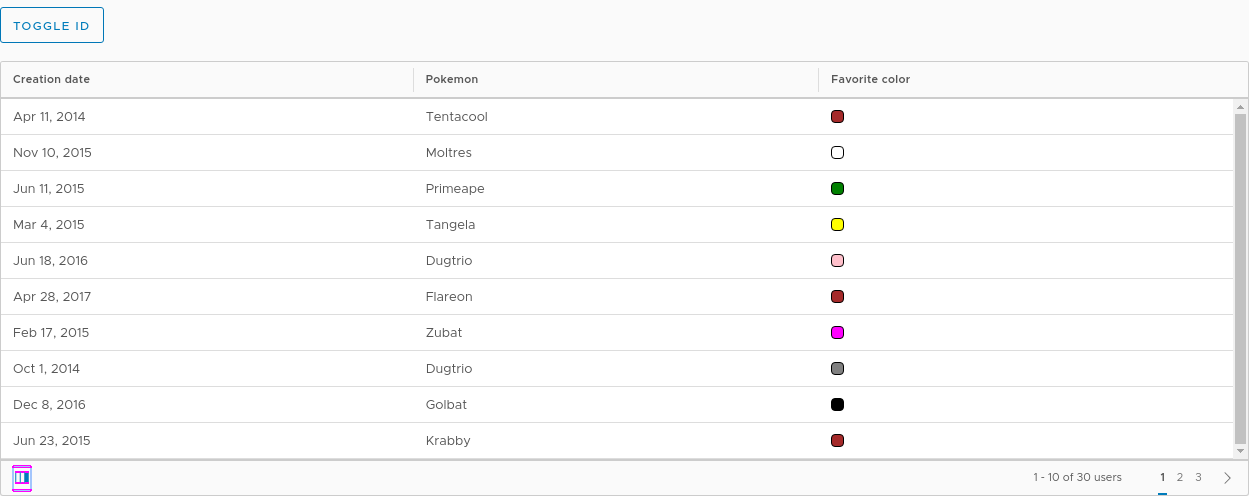 TOGGLE ID
Creation date Pokemon Favorite color
Apr 11, 2014 Tentacool
Nov 10, 2015 Moltres
Jun 11, 2015 Primeape
Mar 4, 2015 Tangela
Jun 18, 2016 Dugtrio
Apr 28, 2017 Flareon
Feb 17, 2015 Zubat
Oct 1, 2014 Dugtrio
Dec 8, 2016 Golbat
Jun 23, 2015 Krabby
1 - 10 of 30 users 1 2 3